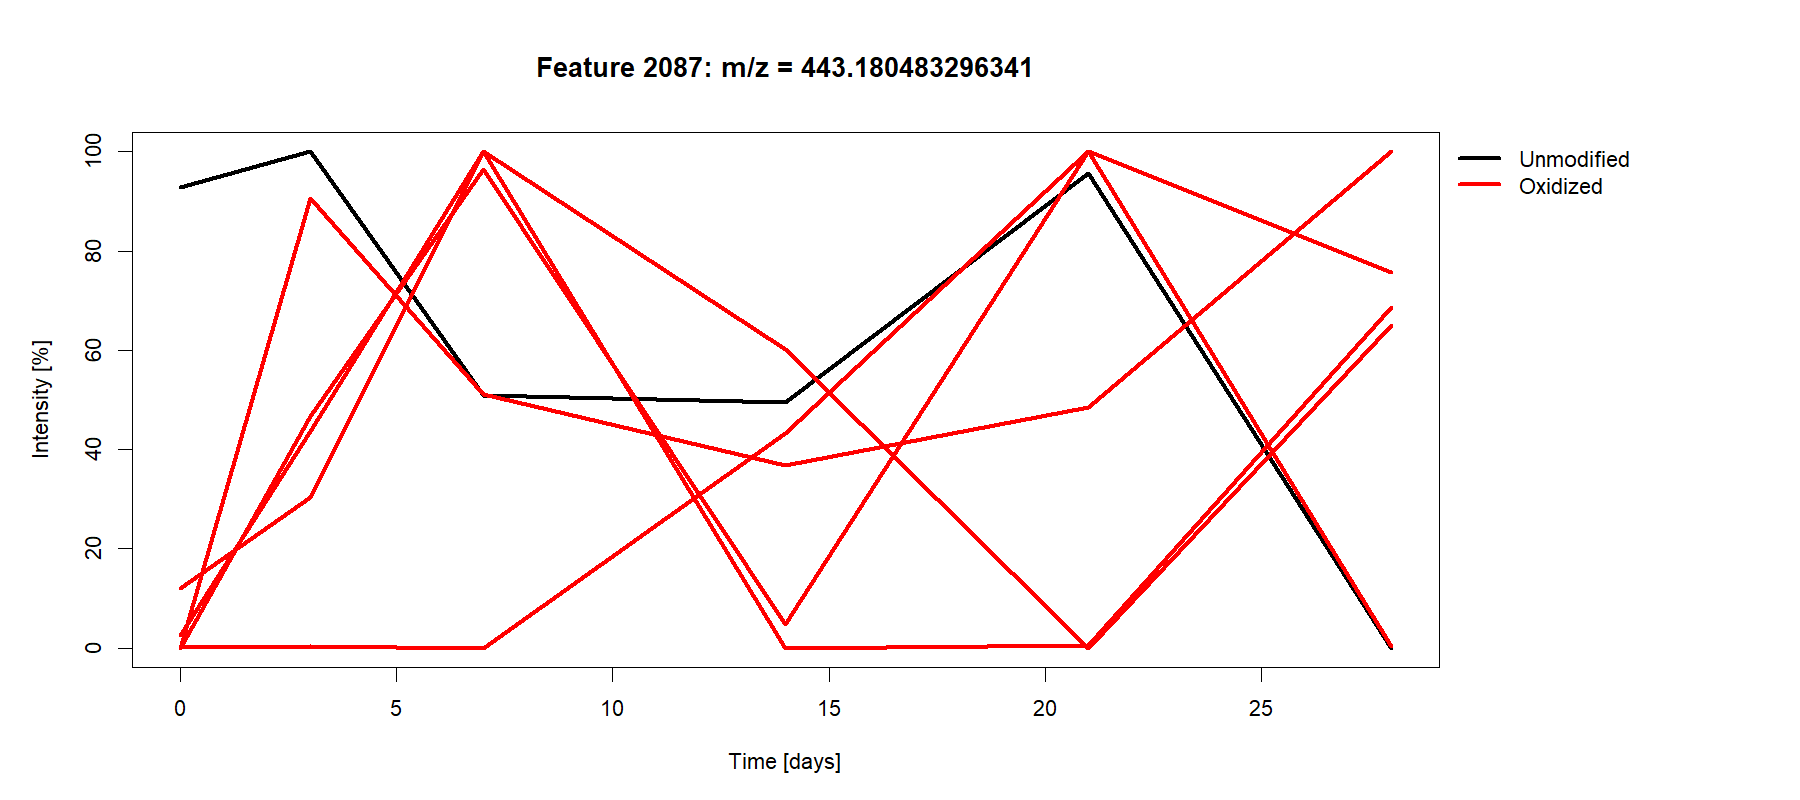 Feature 2087: m/z = 443.180483296341
Unmodified
Oxidized
Intensity [%]
100
80
60
40
20
0
0 5 10 15 20 25
Time [days]